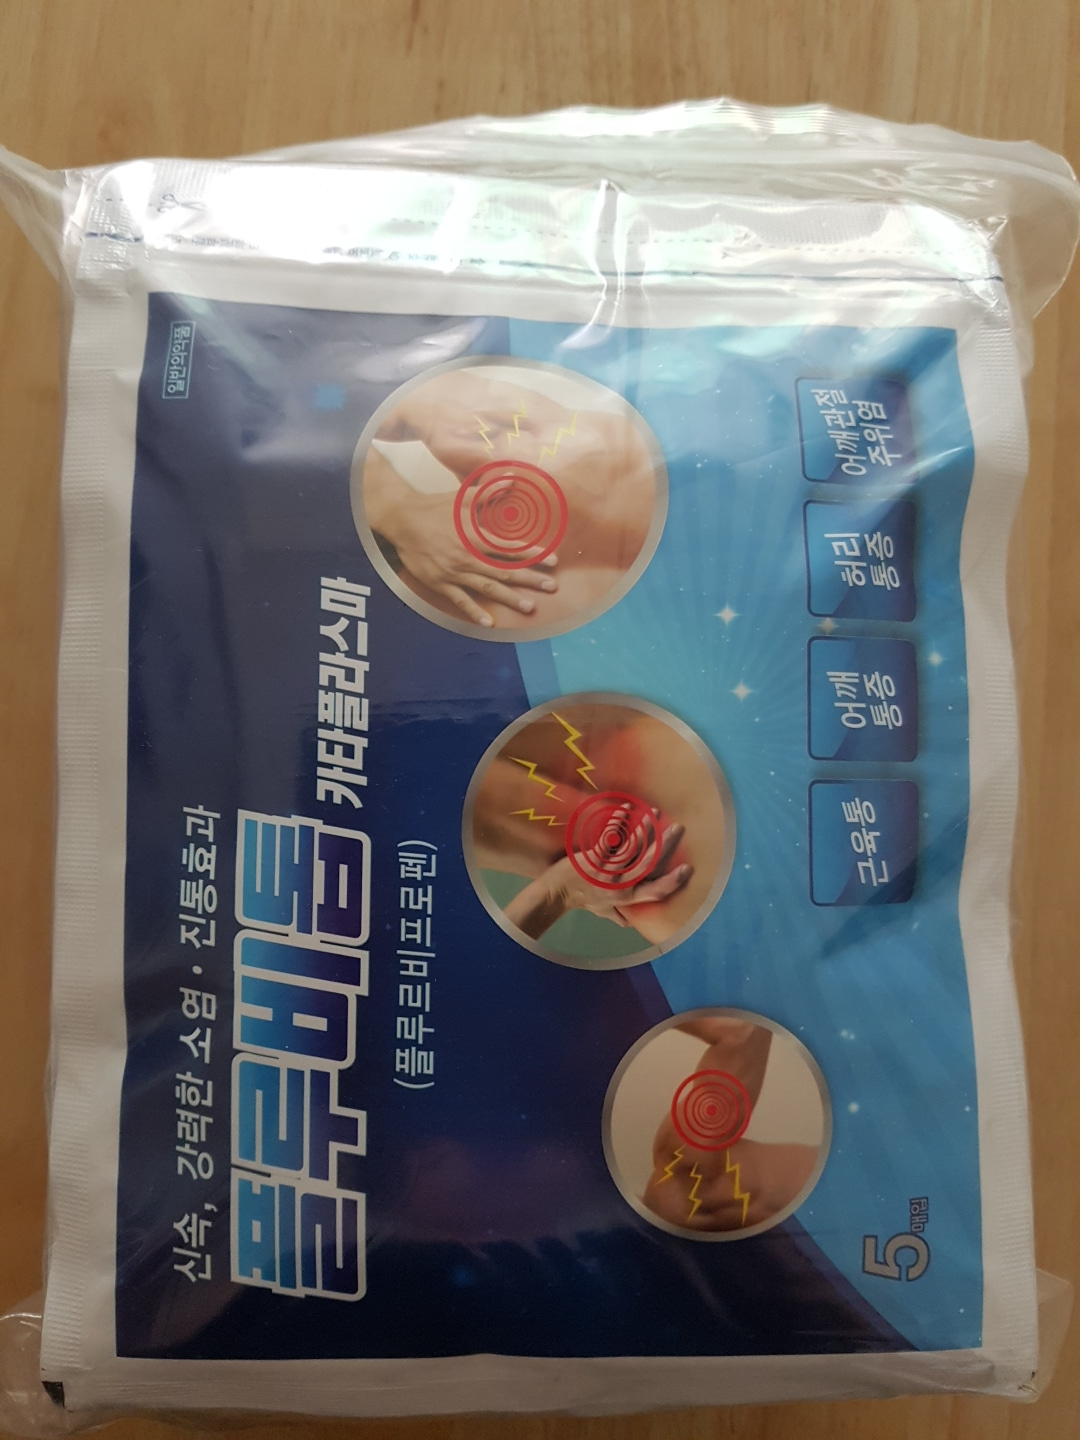 일반의약품
신속, 강력한 소염·진통효과
플루비톱 카타플라스마
(플루르비프로펜)
근육통
어깨
통증
허리
통증
어깨관절
주위염
5매입